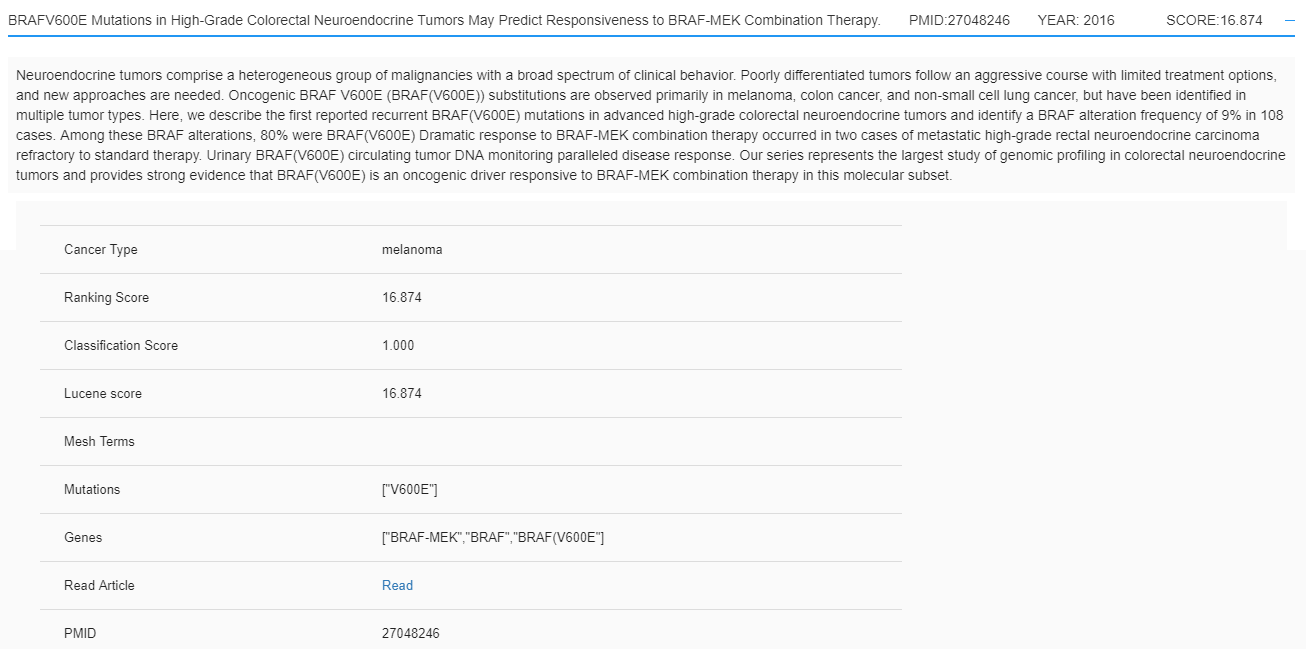 BRAFV600E Mutations in High-Grade Colorectal Neuroendocrine Tumors May Predict Responsiveness to BRAF-MEK Combination Therapy. PMID:27048246 YEAR: 2016 SCORE:16.874 –
Neuroendocrine tumors comprise a heterogeneous group of malignancies with a broad spectrum of clinical behavior. Poorly differentiated tumors follow an aggressive course with limited treatment options,
and new approaches are needed. Oncogenic BRAF V600E (BRAF(V600E)) substitutions are observed primarily in melanoma, colon cancer, and non-small cell lung cancer, but have been identified in
multiple tumor types. Here, we describe the first reported recurrent BRAF(V600E) mutations in advanced high-grade colorectal neuroendocrine tumors and identify a BRAF alteration frequency of 9% in 108
cases. Among these BRAF alterations, 80% were BRAF(V600E) Dramatic response to BRAF-MEK combination therapy occurred in two cases of metastatic high-grade rectal neuroendocrine carcinoma
refractory to standard therapy. Urinary BRAF(V600E) circulating tumor DNA monitoring paralleled disease response. Our series represents the largest study of genomic profiling in colorectal neuroendocrine
tumors and provides strong evidence that BRAF(V600E) is an oncogenic driver responsive to BRAF-MEK combination therapy in this molecular subset.
Cancer Type melanoma
Ranking Score 16.874
Classification Score 1.000
Lucene score 16.874
Mesh Terms
Mutations ["V600E"]
Genes ["BRAF-MEK","BRAF","BRAF(V600E"]
Read Article Read
PMID 27048246